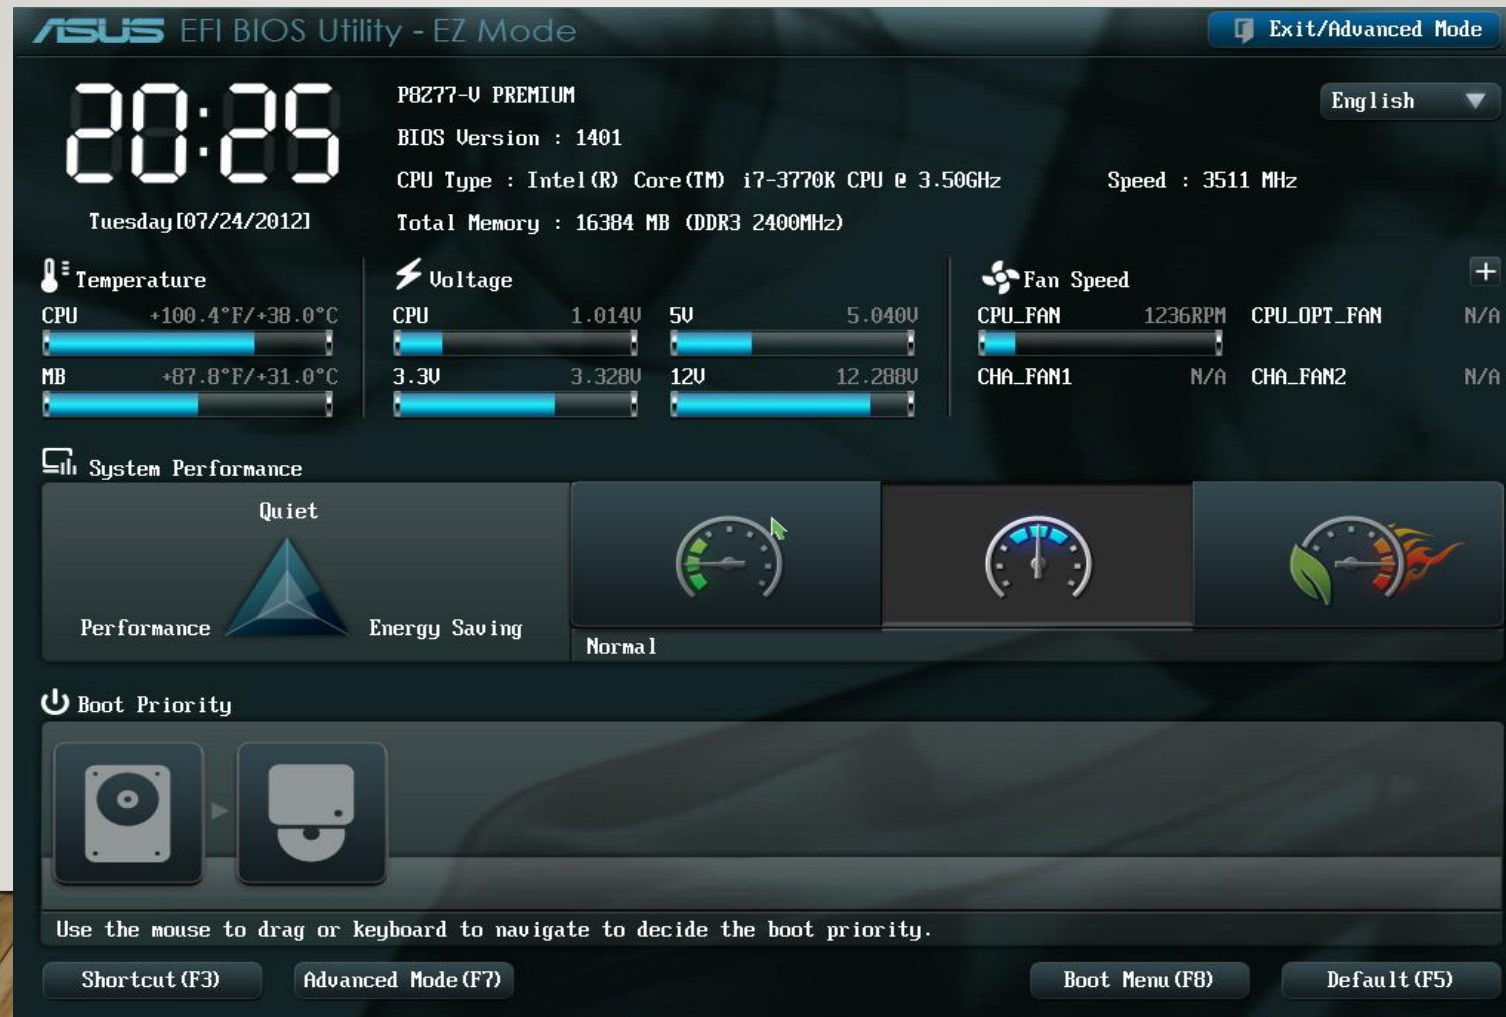 ASUS EFI BIOS Utility - EZ Mode
Exit/Advanced Mode
20:25
Tuesday[07/24/2012]
P8Z77-V PREMIUM
BIOS Version : 1401
CPU Type : Intel(R) Core(TM) i7-3770K CPU @ 3.50GHz
Speed : 3511 MHz
Total Memory : 16384 MB (DDR3 2400MHz)
English
Temperature
CPU +100.4°F/+38.0°C
MB +87.8°F/+31.0°C
Voltage
CPU 1.014V 5V 5.040V
3.3V 3.328V 12V 12.288V
Fan Speed
CPU_FAN 1236RPM CPU_OPT_FAN N/A
CHA_FAN1 N/A CHA_FAN2 N/A
System Performance
Quiet
Performance
Energy Saving
Normal
Boot Priority
Use the mouse to drag or keyboard to navigate to decide the boot priority.
Shortcut(F3)
Advanced Mode(F7)
Boot Menu(F8)
Default(F5)